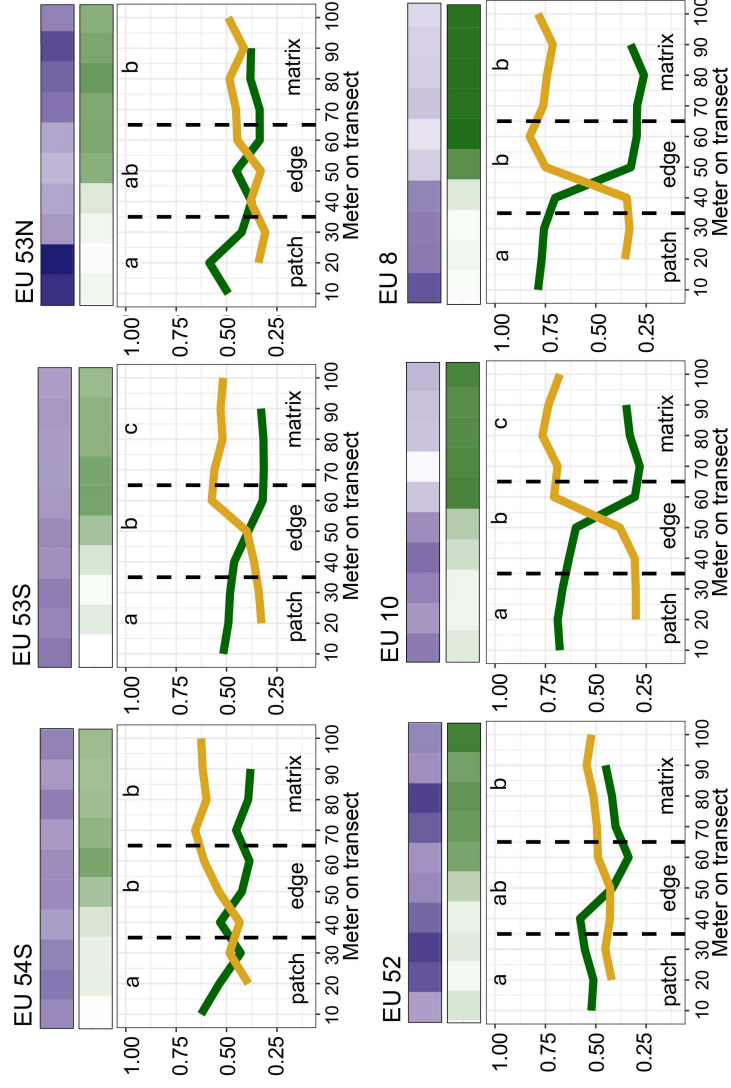 EU 54S EU 53S EU 53N
1.00 a b b 1.00 a b c 1.00 a ab b
0.75 0.75 0.75
0.50 0.50 0.50
0.25 0.25 0.25
patch edge matrix patch edge matrix patch edge matrix
10 20 30 40 50 60 70 80 90 100 10 20 30 40 50 60 70 80 90 100 10 20 30 40 50 60 70 80 90 100
Meter on transect Meter on transect Meter on transect
EU 52 EU 10 EU 8
1.00 a ab b 1.00 a b c 1.00 a b b
0.75 0.75 0.75
0.50 0.50 0.50
0.25 0.25 0.25
patch edge matrix patch edge matrix patch edge matrix
10 20 30 40 50 60 70 80 90 100 10 20 30 40 50 60 70 80 90 100 10 20 30 40 50 60 70 80 90 100
Meter on transect Meter on transect Meter on transect